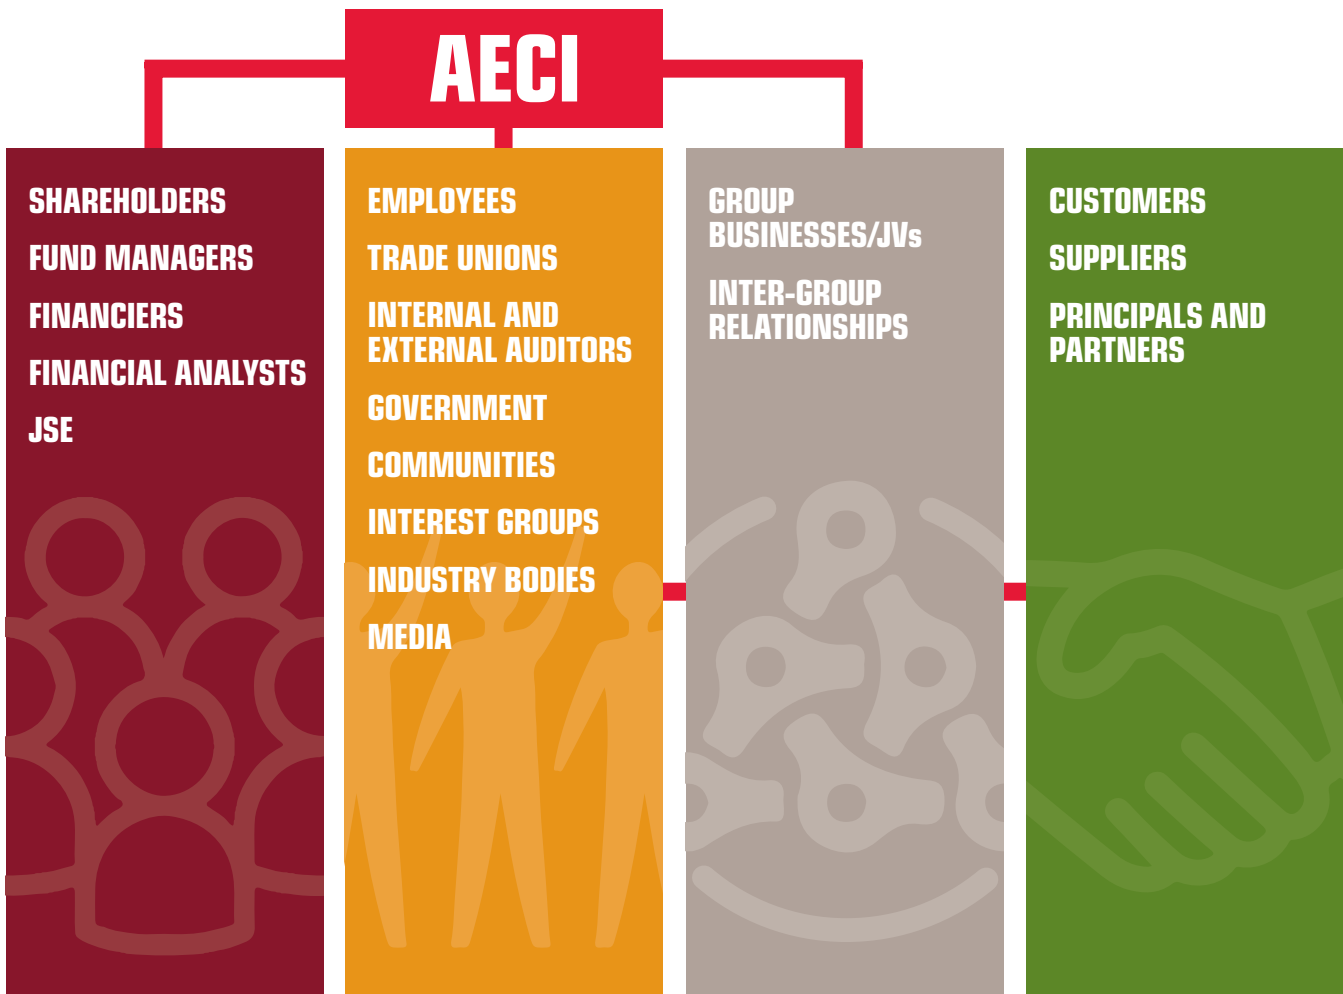 AECI
SHAREHOLDERS
FUND MANAGERS
FINANCIERS
FINANCIAL ANALYSTS
JSE
EMPLOYEES
TRADE UNIONS
INTERNAL AND
EXTERNAL AUDITORS
GOVERNMENT
COMMUNITIES
INTEREST GROUPS
INDUSTRY BODIES
MEDIA
GROUP
BUSINESSES/JVs
INTER-GROUP
RELATIONSHIPS
CUSTOMERS
SUPPLIERS
PRINCIPALS AND
PARTNERS